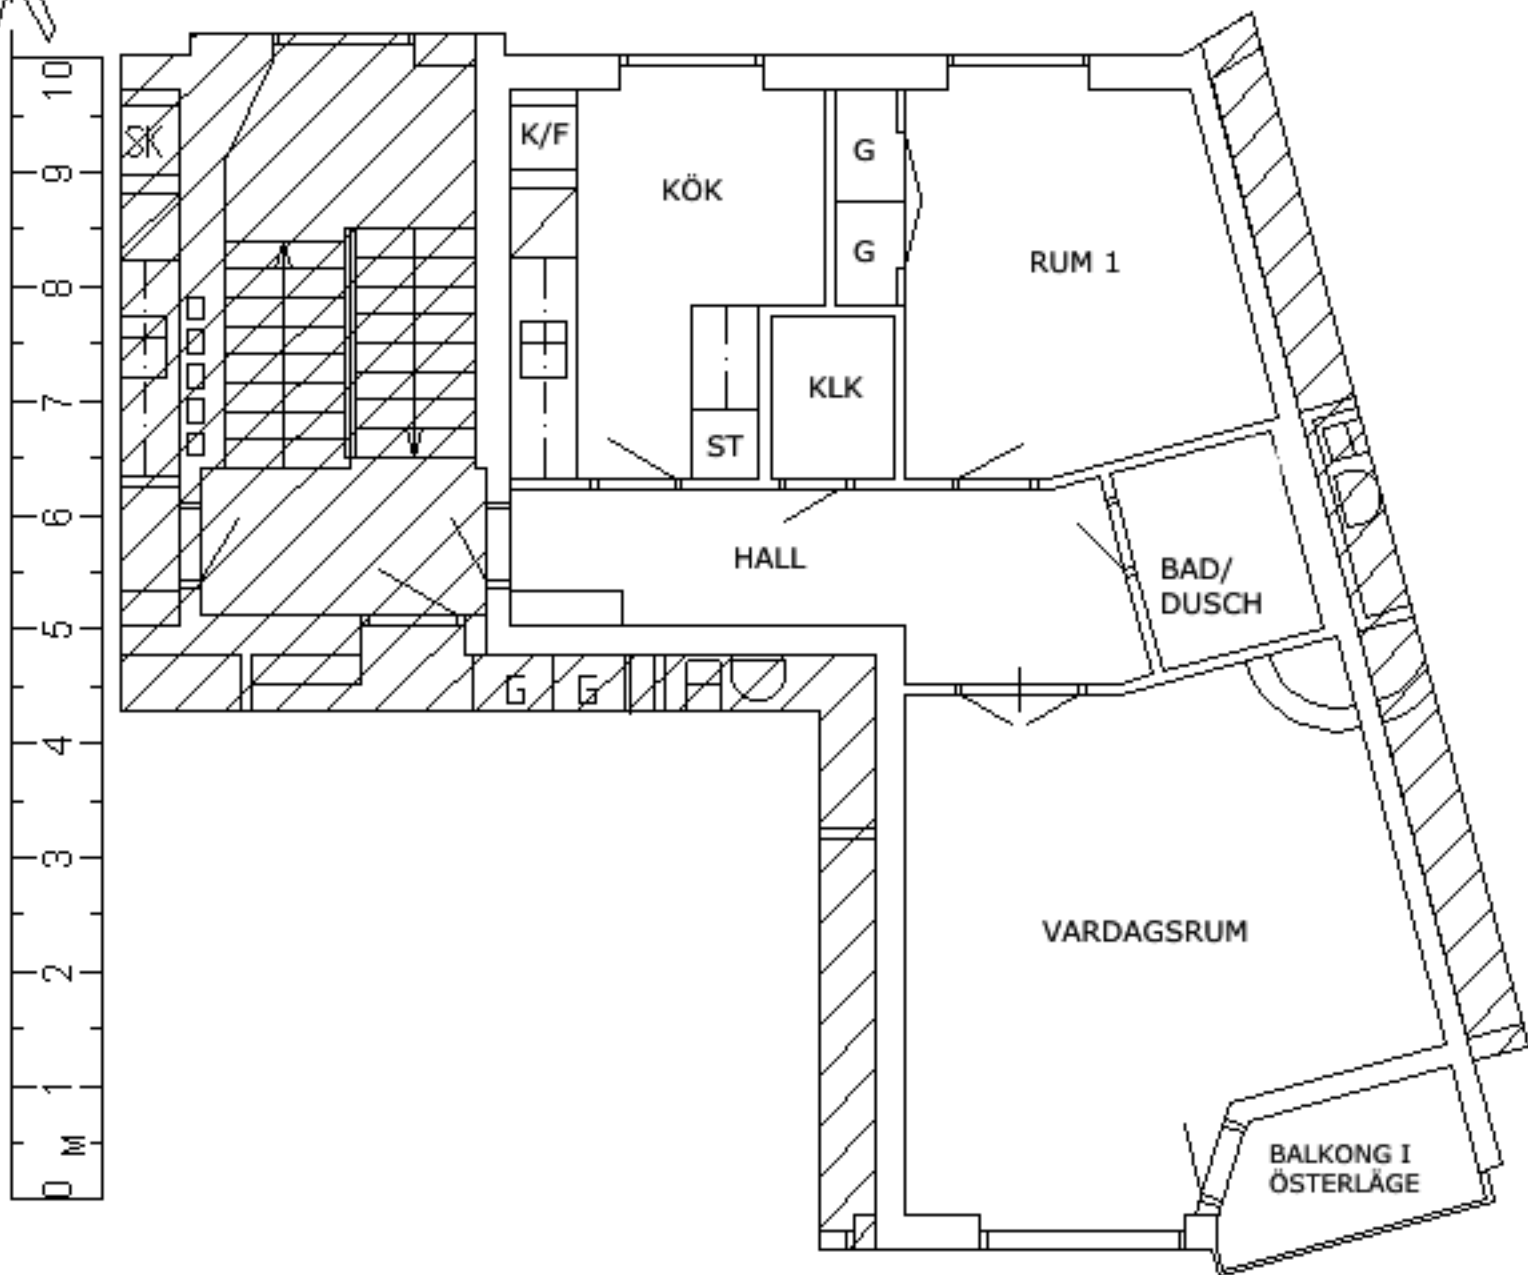 10
9
8
7
6
5
4
3
2
1
M
0
SK
K/F
KÖK
G
G
RUM 1
KLK
ST
HALL
BAD/
DUSCH
G
G
VARDAGSRUM
BALKONG I
ÖSTERLÄGE